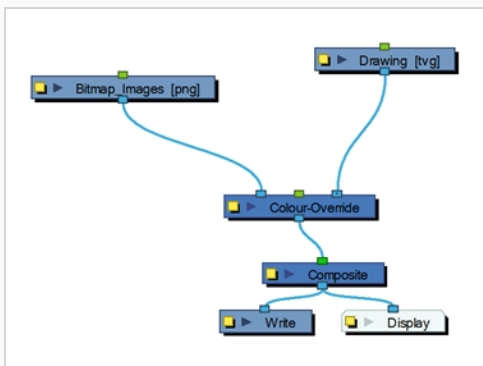 Drawing [tvg]
Bitmap_Images [png]
Colour-Override
Composite
Write
Display